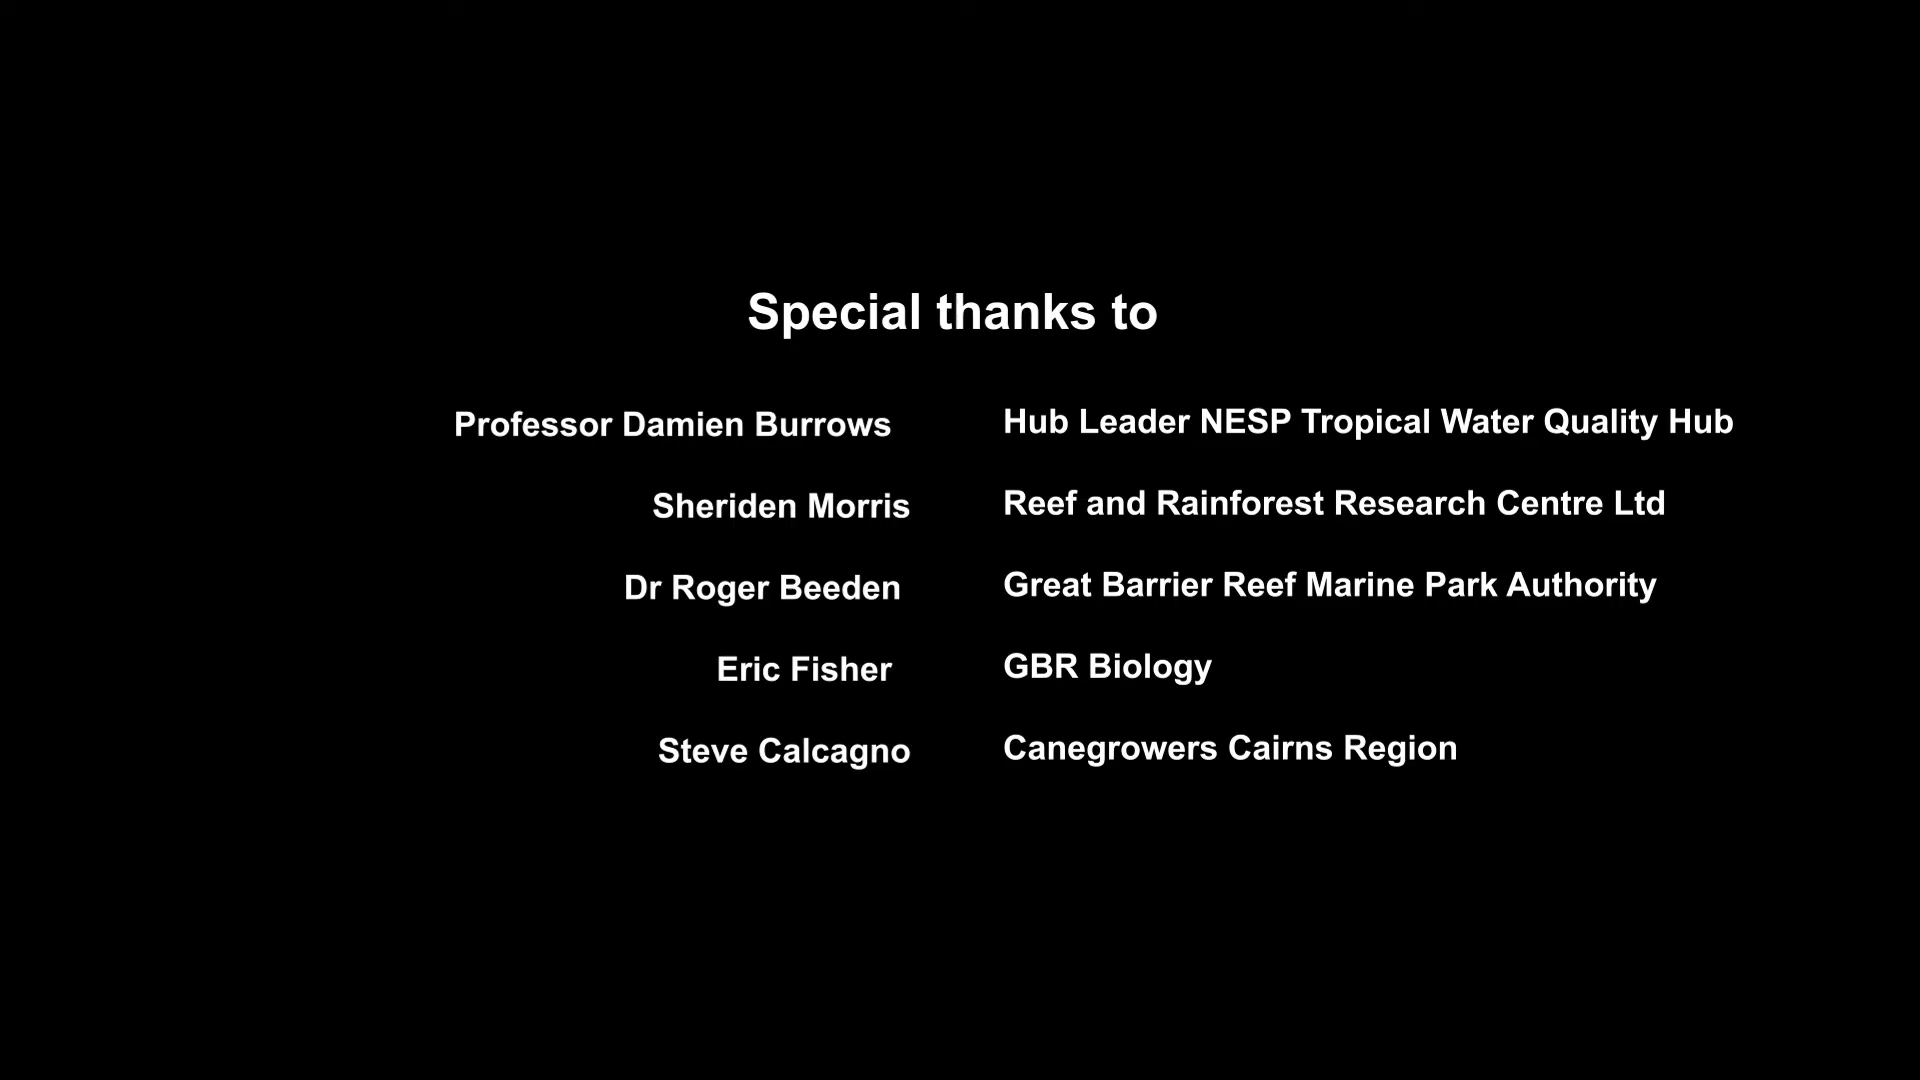 Special thanks to
Professor Damien Burrows Hub Leader NESP Tropical Water Quality Hub
Sheriden Morris Reef and Rainforest Research Centre Ltd
Dr Roger Beeden Great Barrier Reef Marine Park Authority
Eric Fisher GBR Biology
Steve Calcagno Canegrowers Cairns Region